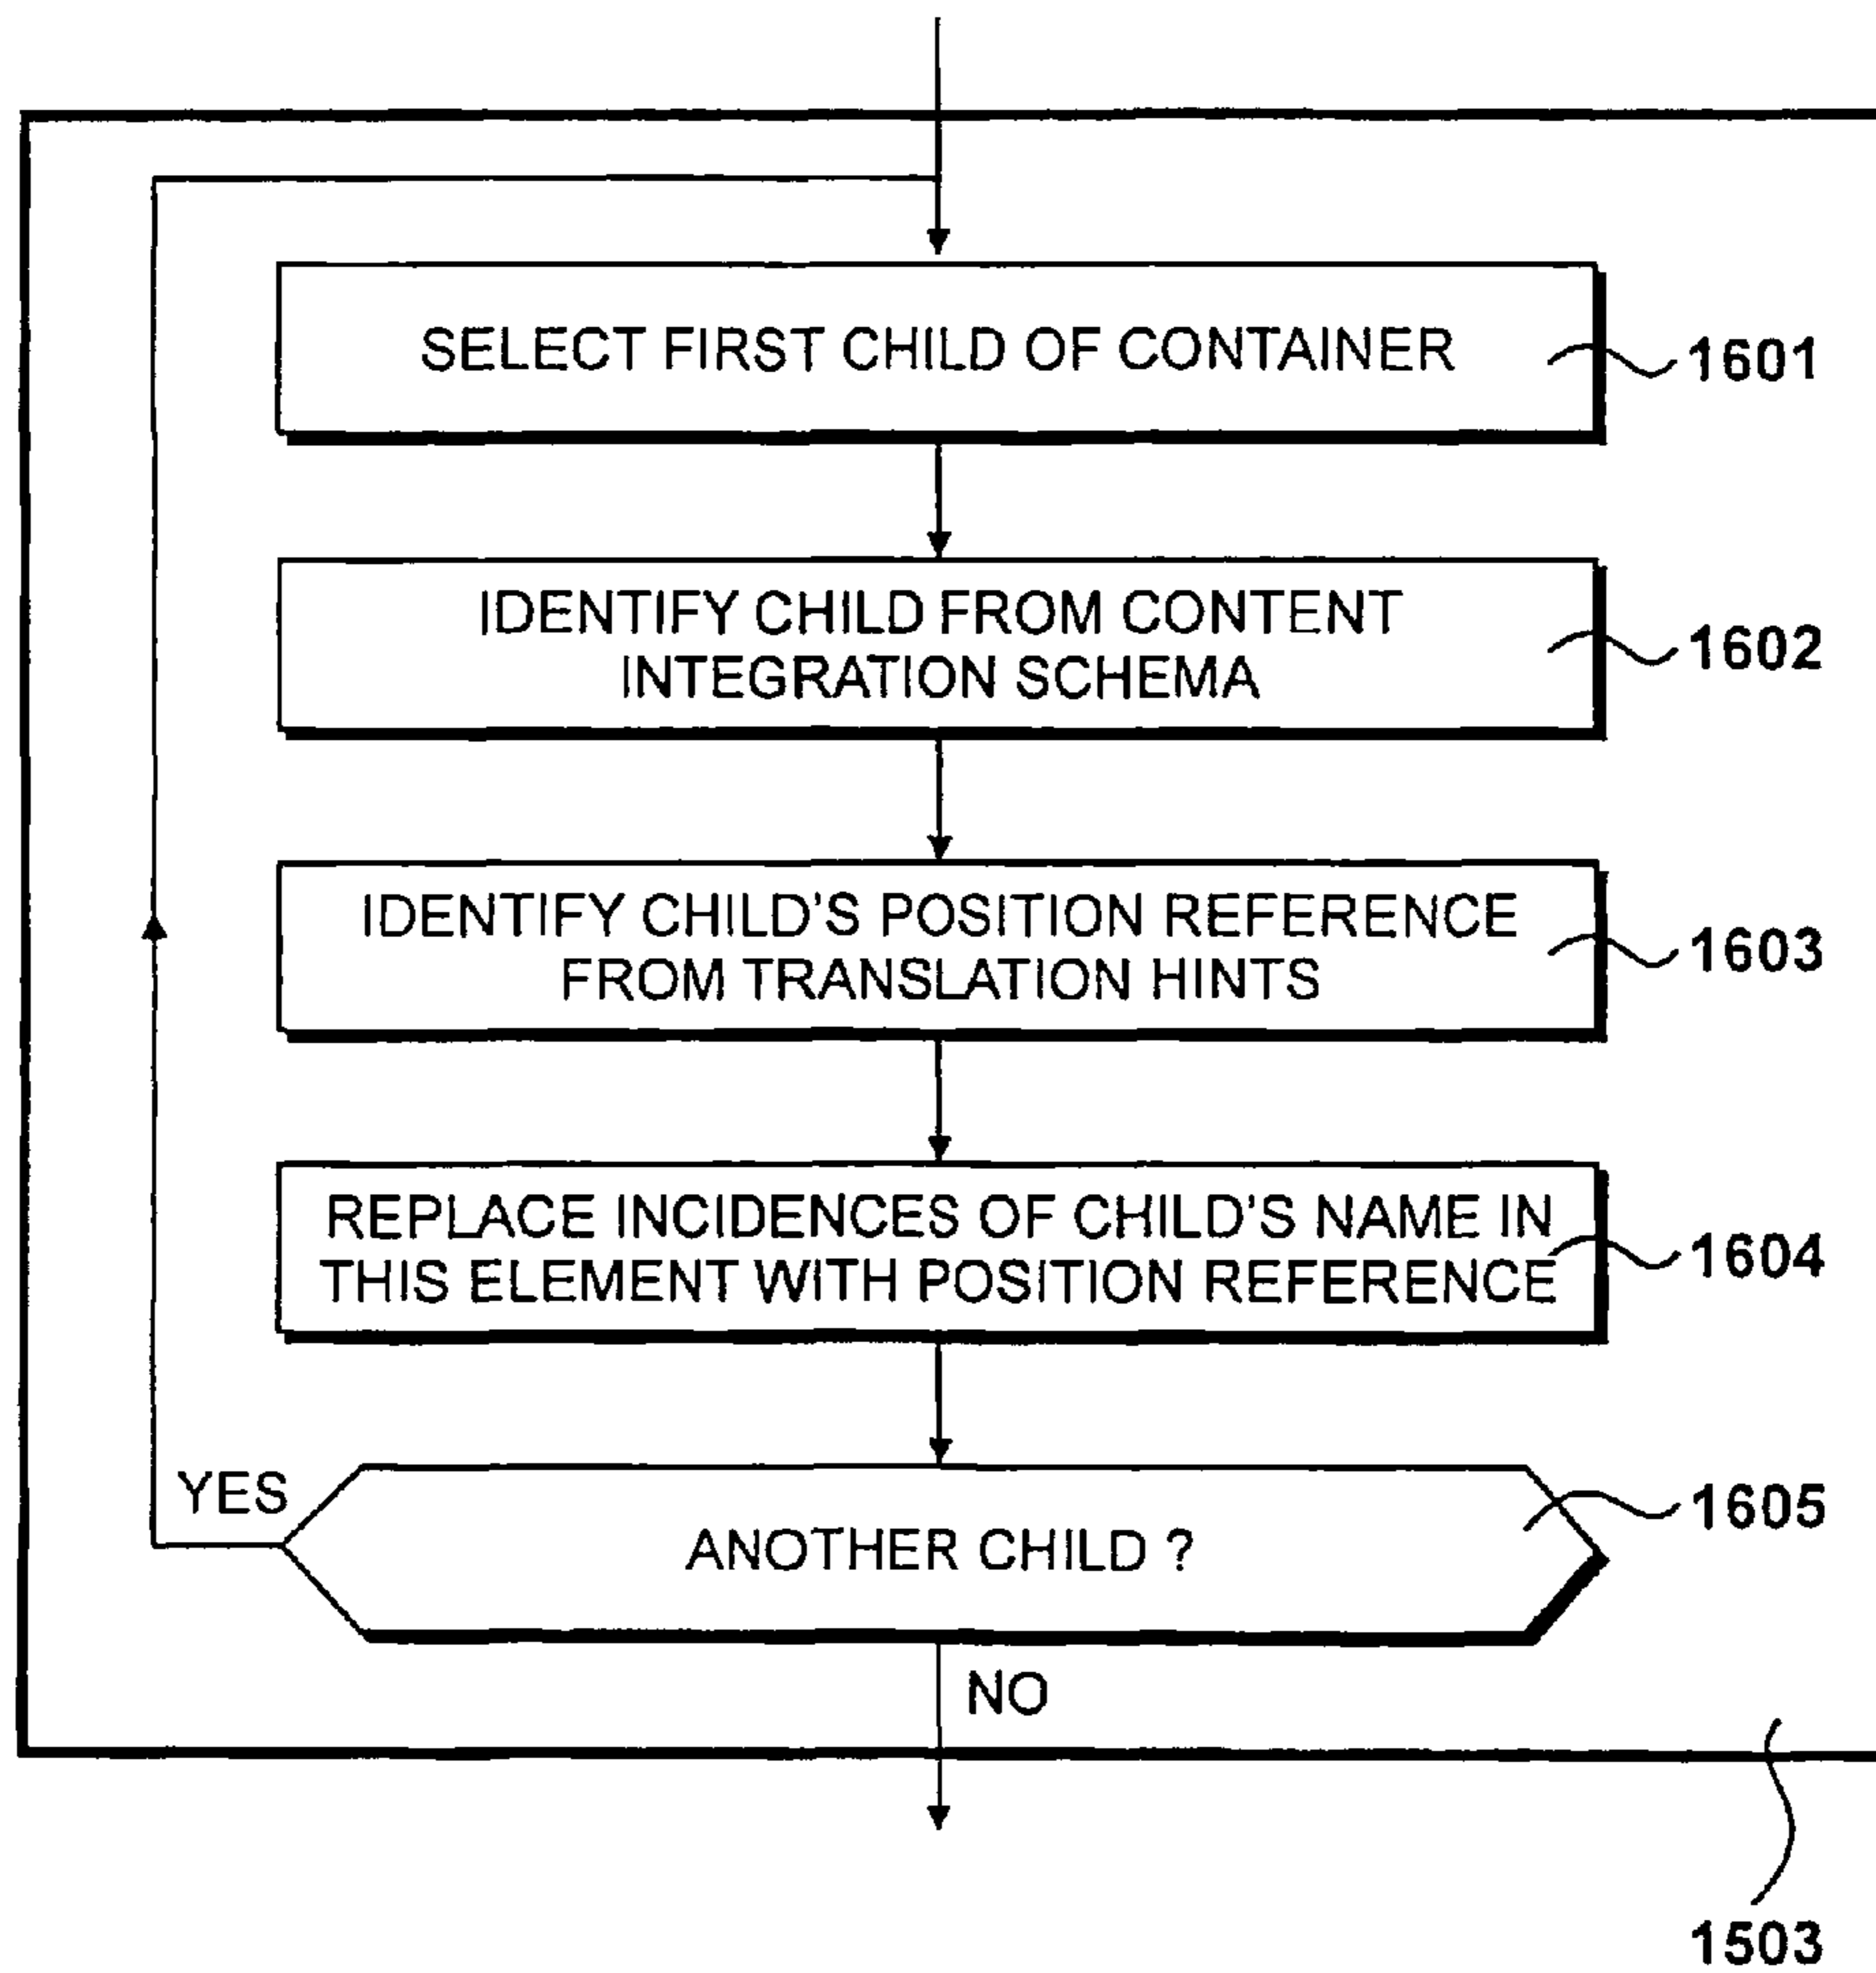 SELECT FIRST CHILD OF CONTAINER
1601
IDENTIFY CHILD FROM CONTENT
INTEGRATION SCHEMA
1602
IDENTIFY CHILD'S POSITION REFERENCE
FROM TRANSLATION HINTS
1603
REPLACE INCIDENCES OF CHILD'S NAME IN
THIS ELEMENT WITH POSITION REFERENCE
1604
YES
ANOTHER CHILD ?
1605
NO
1503